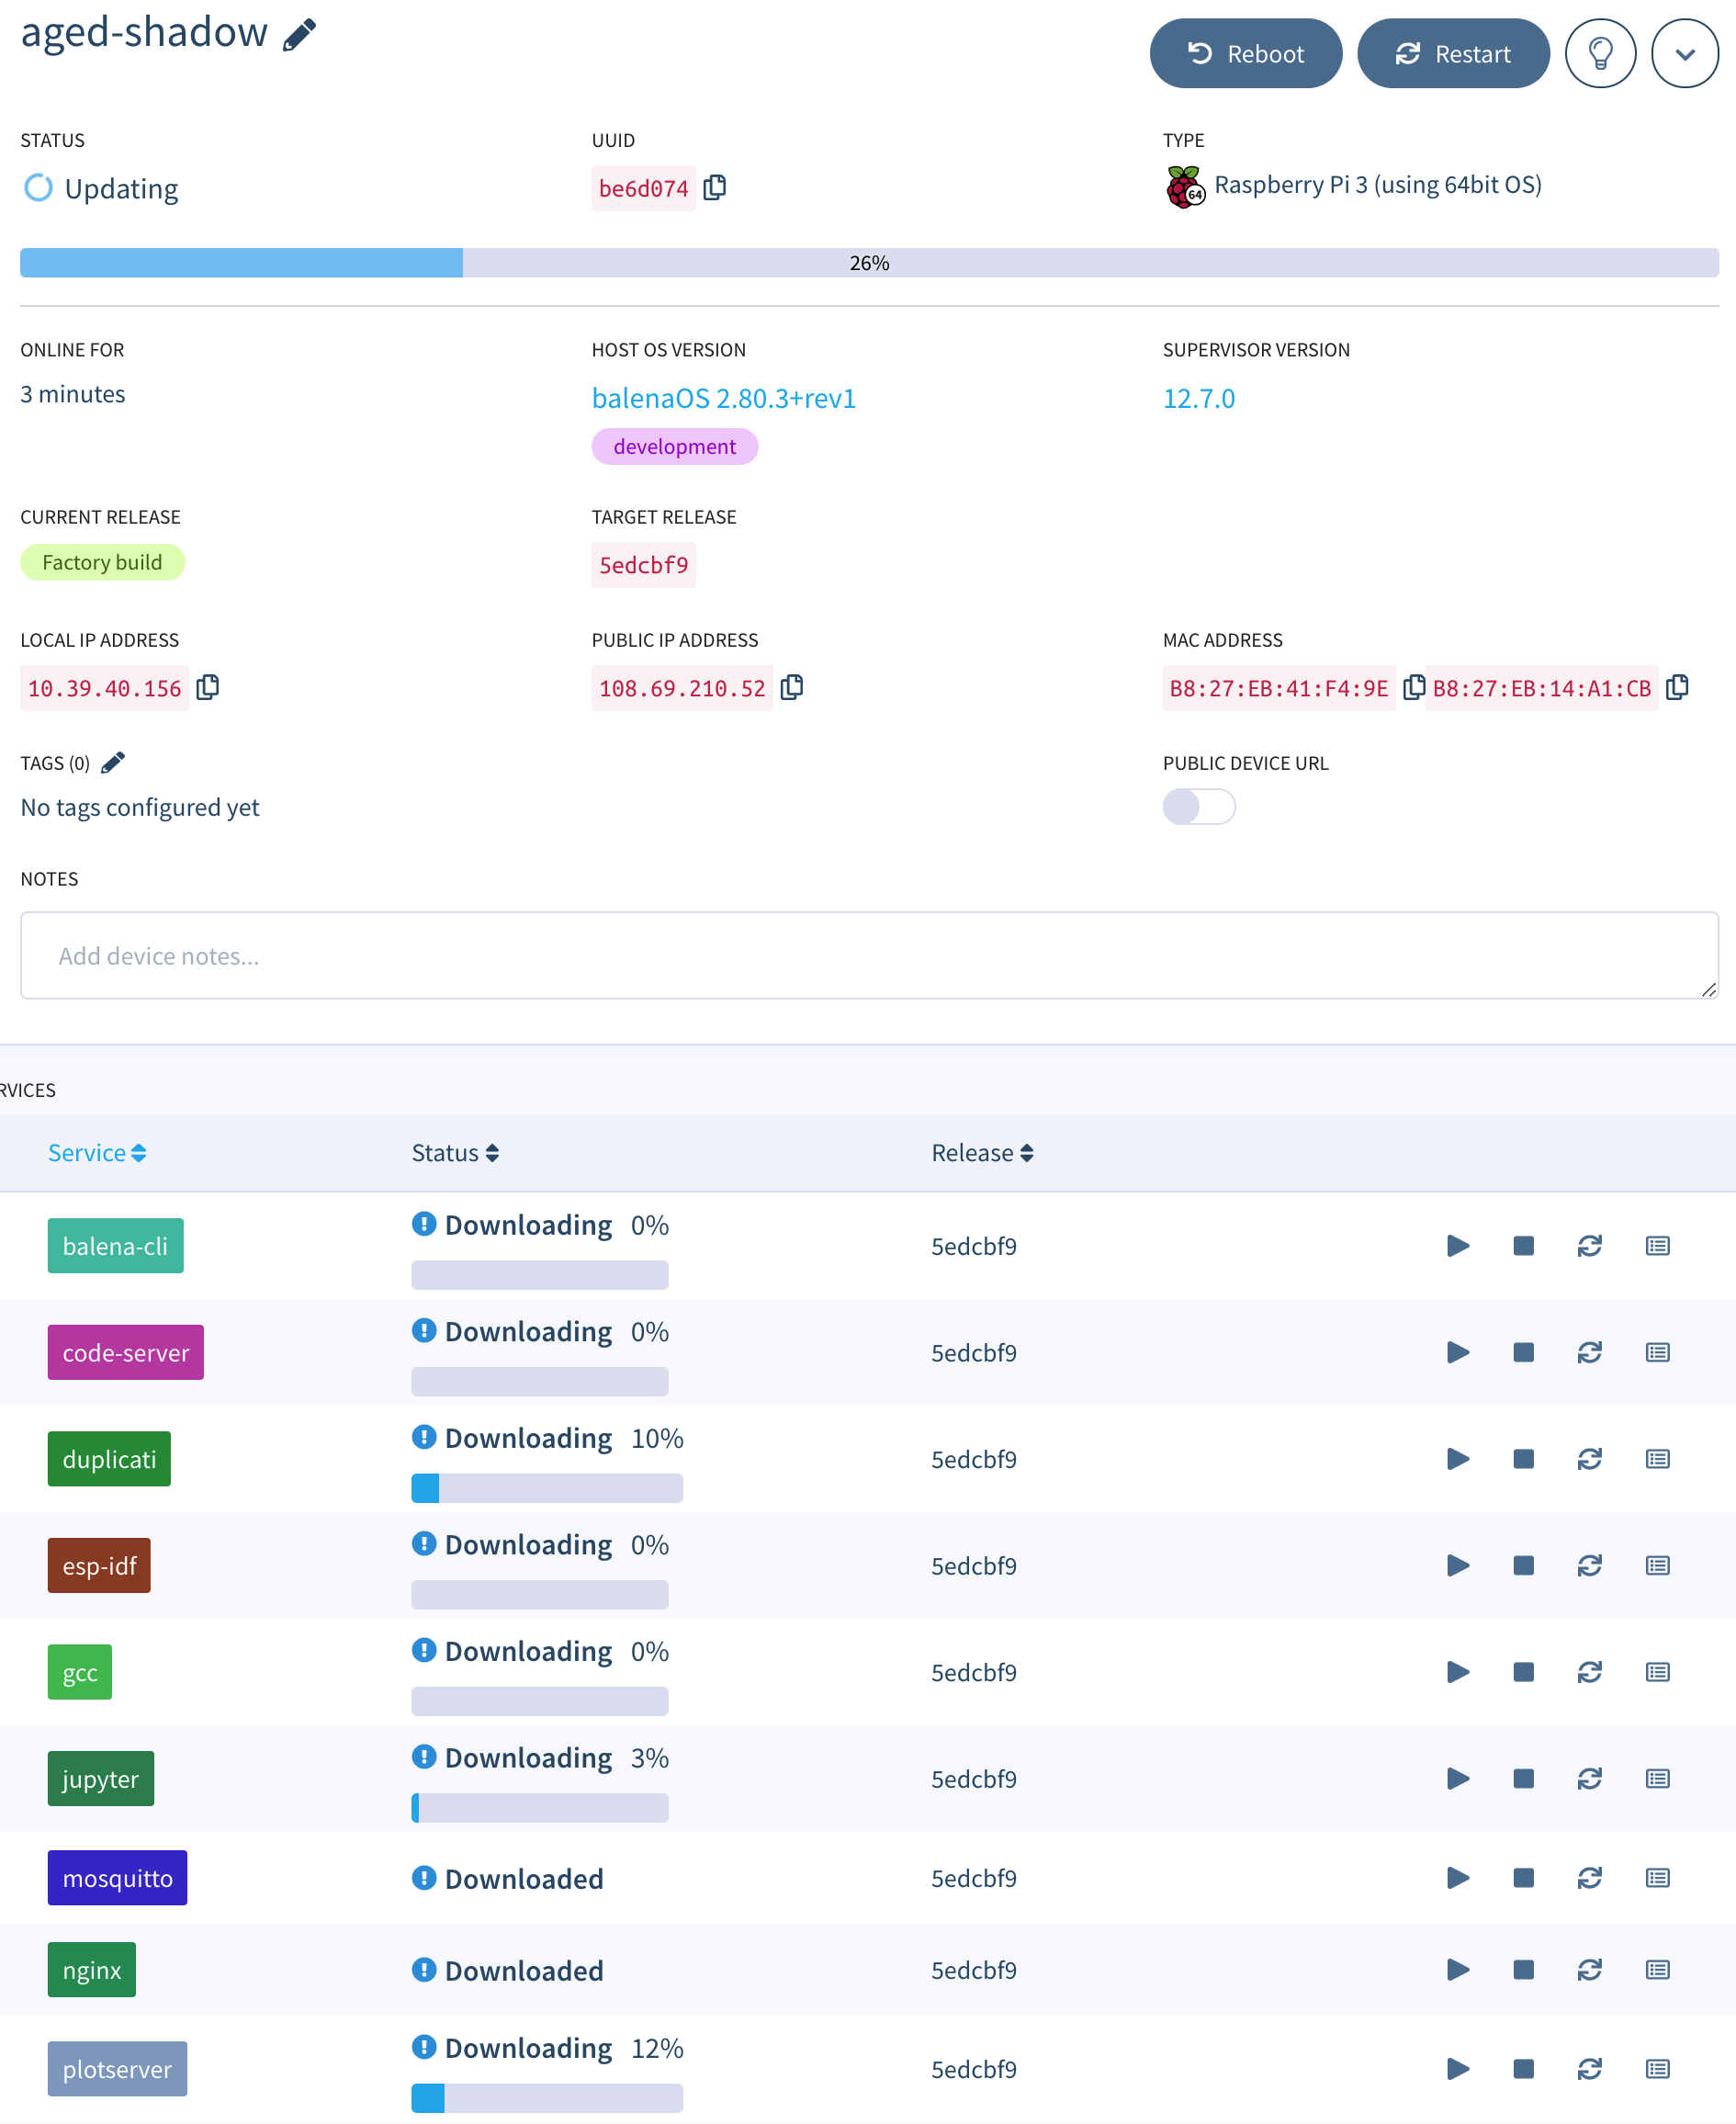 aged-shadow
Reboot
Restart
STATUS
UUID
TYPE
Updating
be6d074
64
Raspberry Pi 3 (using 64bit OS)
26%
ONLINE FOR
HOST OS VERSION
SUPERVISOR VERSION
3 minutes
balenaOS 2.80.3+rev1
12.7.0
development
CURRENT RELEASE
TARGET RELEASE
Factory build
5edcbf9
LOCAL IP ADDRESS
PUBLIC IP ADDRESS
MAC ADDRESS
10.39.40.156
108.69.210.52
B8:27:EB:41:F4:9E
B8:27:EB:14:A1:CB
TAGS (0)
PUBLIC DEVICE URL
No tags configured yet
NOTES
Add device notes...
RVICES
Service
Status
Release
balena-cli
Downloading 0%
5edcbf9
code-server
Downloading 0%
5edcbf9
duplicati
Downloading 10%
5edcbf9
esp-idf
Downloading 0%
5edcbf9
gcc
Downloading 0%
5edcbf9
jupyter
Downloading 3%
5edcbf9
mosquitto
Downloaded
5edcbf9
nginx
Downloaded
5edcbf9
plotserver
Downloading 12%
5edcbf9